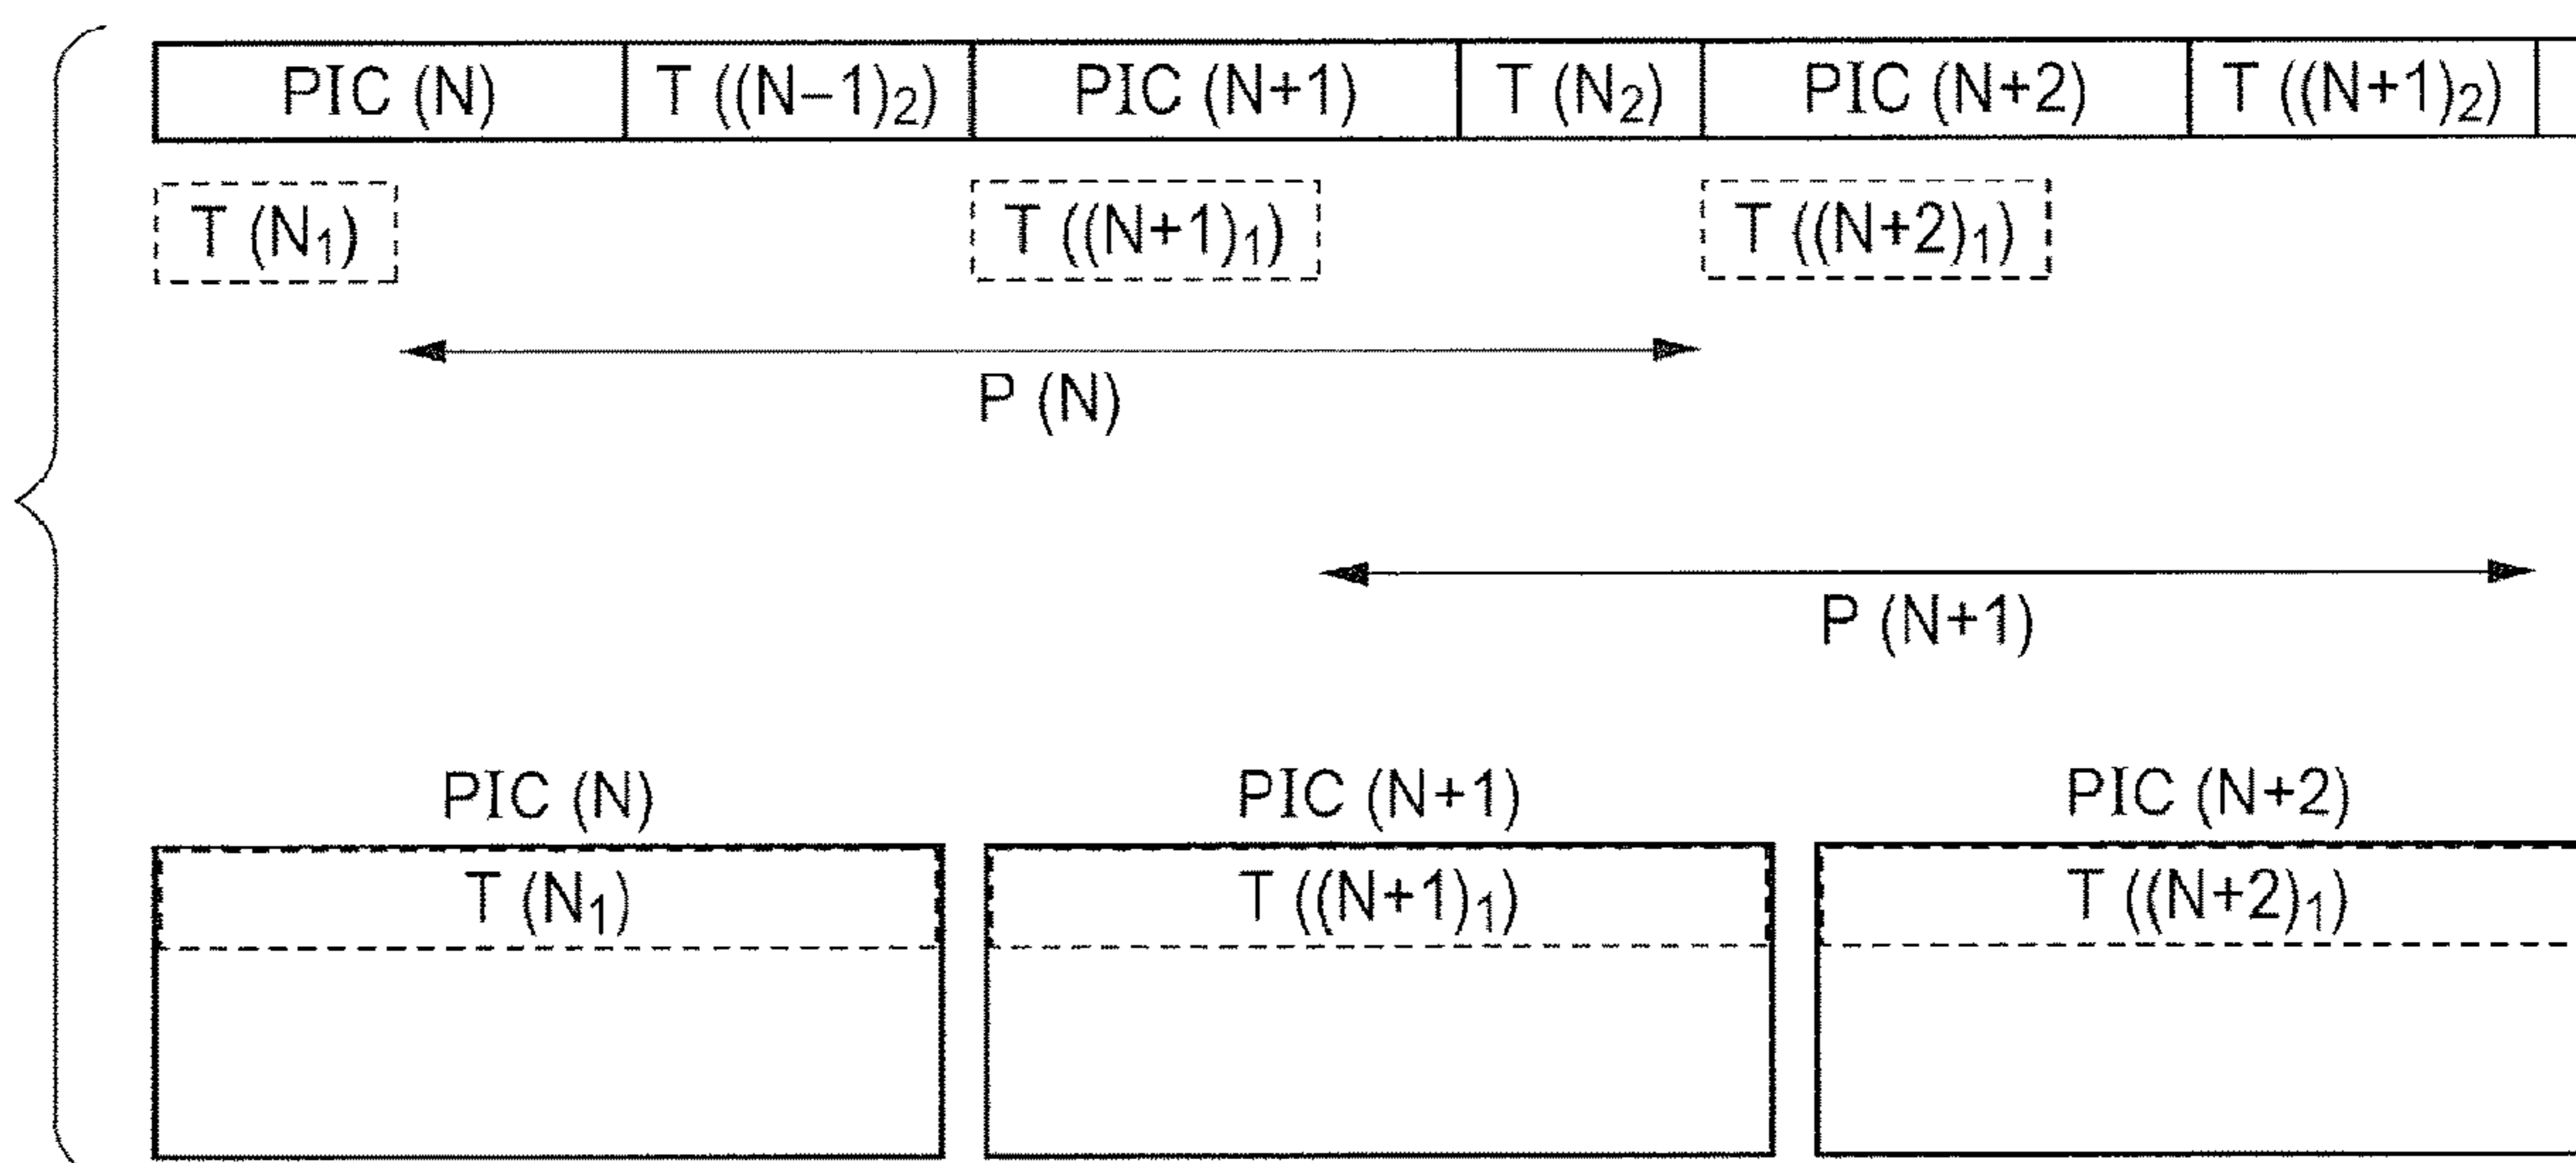 PIC (N) T ((N–1)₂) PIC (N+1) T (N₂) PIC (N+2) T ((N+1)₂)
T (N₁) T ((N+1)₁) T ((N+2)₁)
P (N)
P (N+1)
PIC (N) PIC (N+1) PIC (N+2)
T (N₁) T ((N+1)₁) T ((N+2)₁)